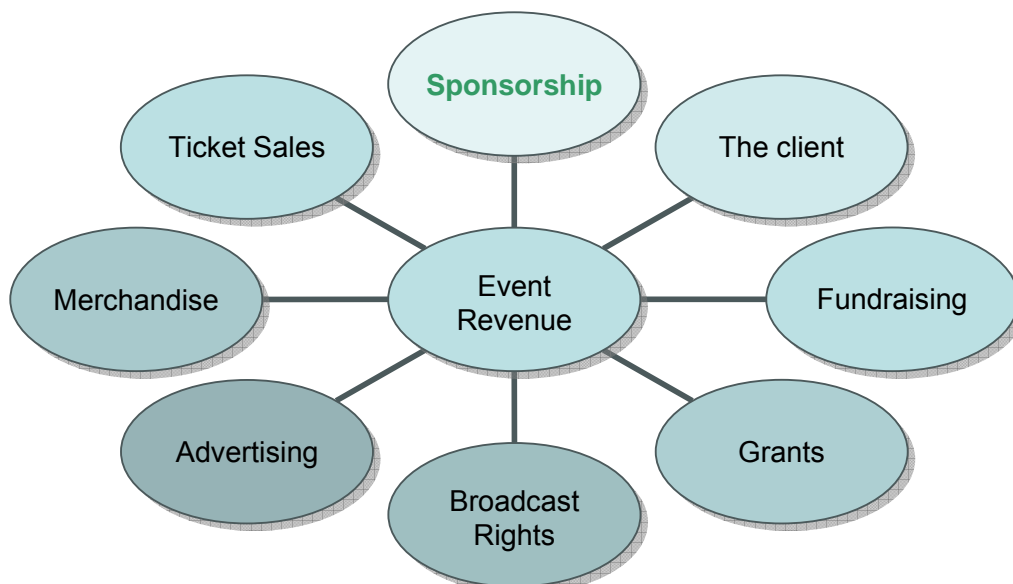 Sponsorship
Ticket Sales
The client
Merchandise
Event
Revenue
Fundraising
Advertising
Grants
Broadcast
Rights